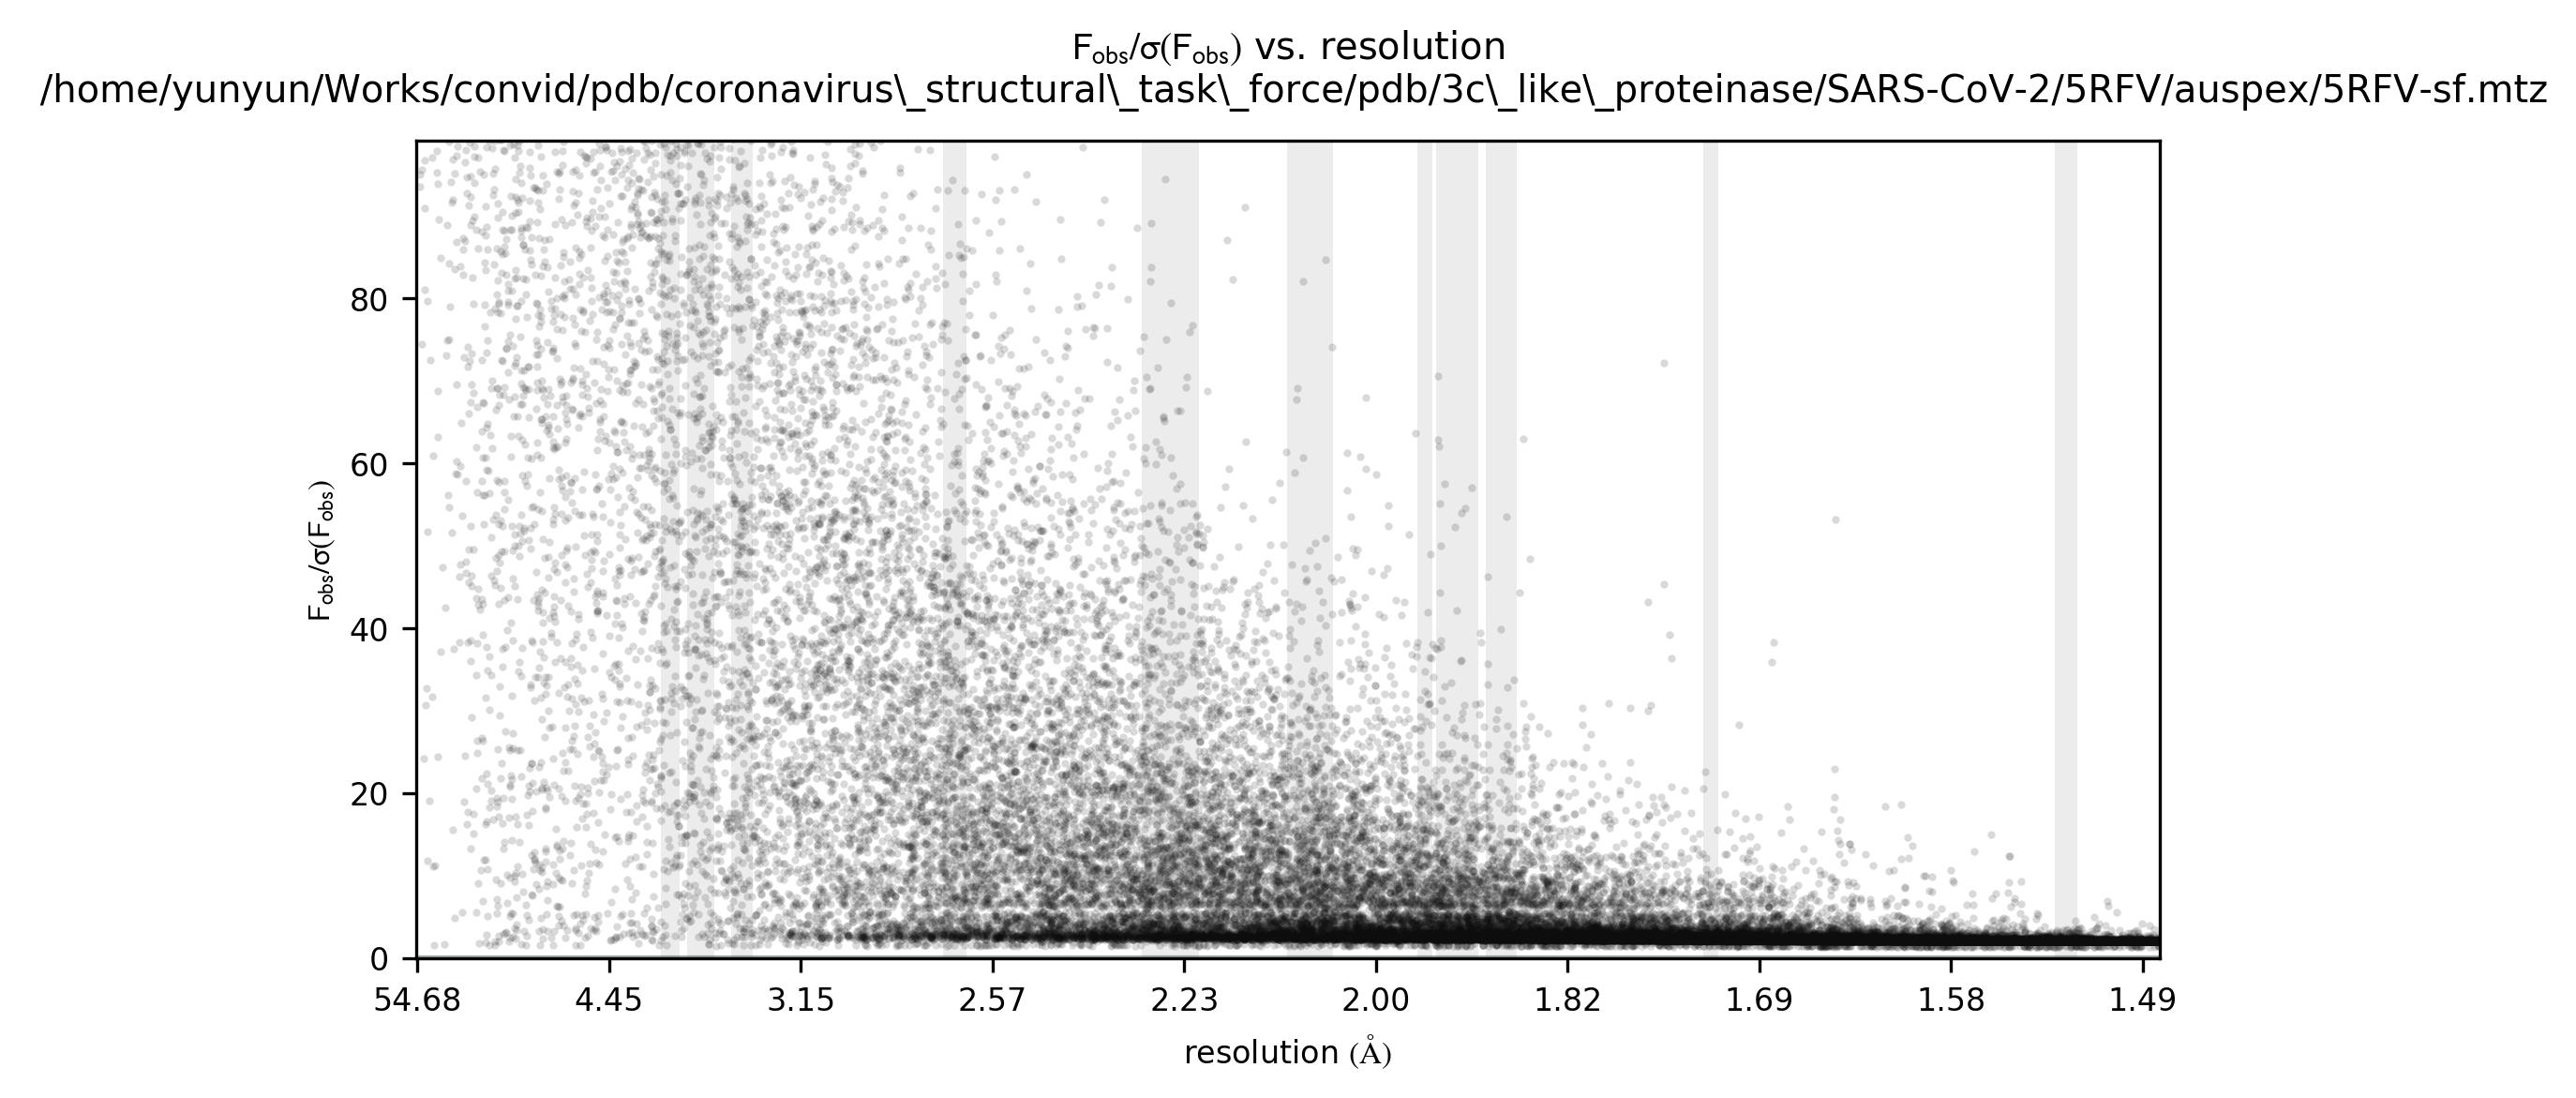 Fobs/σ(Fobs) vs. resolution
/home/yunyun/Works/convid/pdb/coronavirus\_structural\_task\_force/pdb/3c\_like\_proteinase/SARS-CoV-2/5RFV/auspex/5RFV-sf.mtz
Fobs/σ(Fobs)
80
60
40
20
0
54.68 4.45 3.15 2.57 2.23 2.00 1.82 1.69 1.58 1.49
resolution (Å)